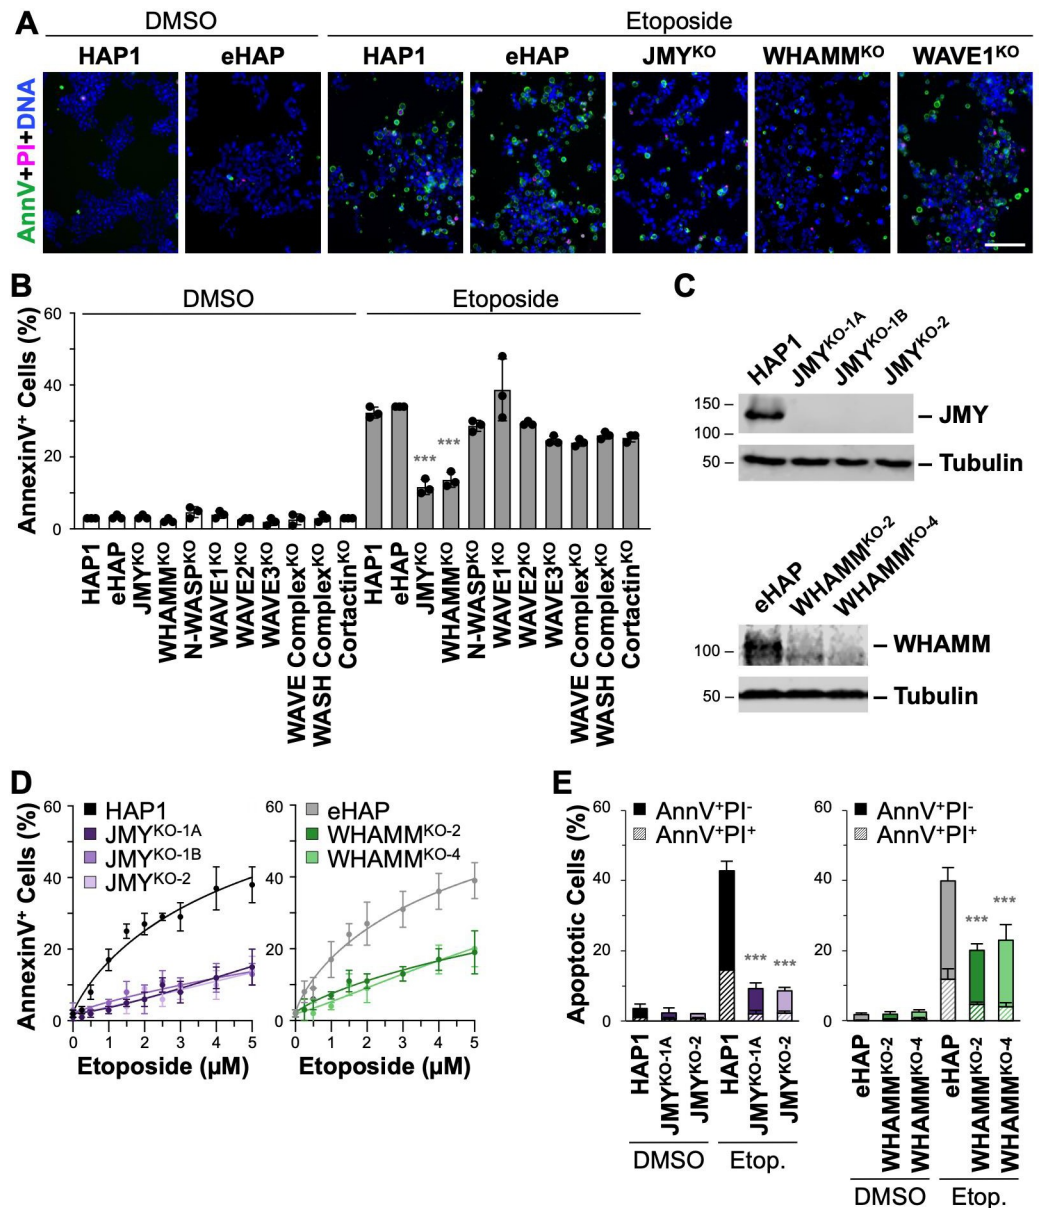 A
DMSO
Etoposide
HAP1
eHAP
HAP1
eHAP
JMYKO
WHAMMKO
WAVE1KO
AnnV+PI+DNA
B
DMSO
Etoposide
AnnexinV+ Cells (%)
60
40
20
0
HAP1
eHAP
JMYKO
WHAMMKO
N-WASPKO
WAVE1KO
WAVE2KO
WAVE3KO
WAVE ComplexKO
WASH ComplexKO
CortactinKO
HAP1
eHAP
JMYKO
WHAMMKO
N-WASPKO
WAVE1KO
WAVE2KO
WAVE3KO
WAVE ComplexKO
WASH ComplexKO
CortactinKO
***
***
C
HAP1
JMYKO-1A
JMYKO-1B
JMYKO-2
150 –
100 –
50 –
– JMY
– Tubulin
eHAP
WHAMMKO-2
WHAMMKO-4
100 –
50 –
– WHAMM
– Tubulin
D
AnnexinV+ Cells (%)
60
40
20
0
HAP1
JMYKO-1A
JMYKO-1B
JMYKO-2
0 1 2 3 4 5
Etoposide (μM)
60
40
20
0
eHAP
WHAMMKO-2
WHAMMKO-4
0 1 2 3 4 5
Etoposide (μM)
E
Apoptotic Cells (%)
60
40
20
0
AnnV+PI-
AnnV+PI+
***
***
HAP1
JMYKO-1A
JMYKO-2
HAP1
JMYKO-1A
JMYKO-2
DMSO
Etop.
60
40
20
0
AnnV+PI-
AnnV+PI+
***
***
eHAP
WHAMMKO-2
WHAMMKO-4
eHAP
WHAMMKO-2
WHAMMKO-4
DMSO
Etop.